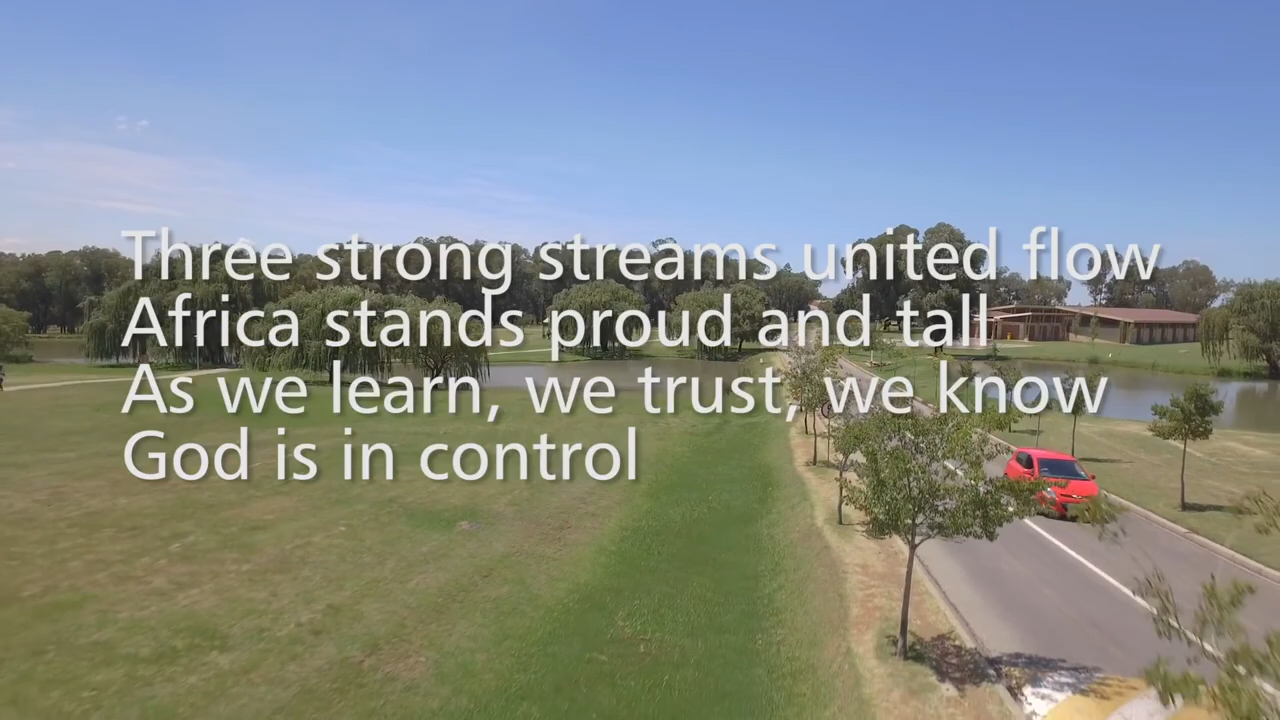 Three strong streams united flow
Africa stands proud and tall
As we learn, we trust, we know
God is in control